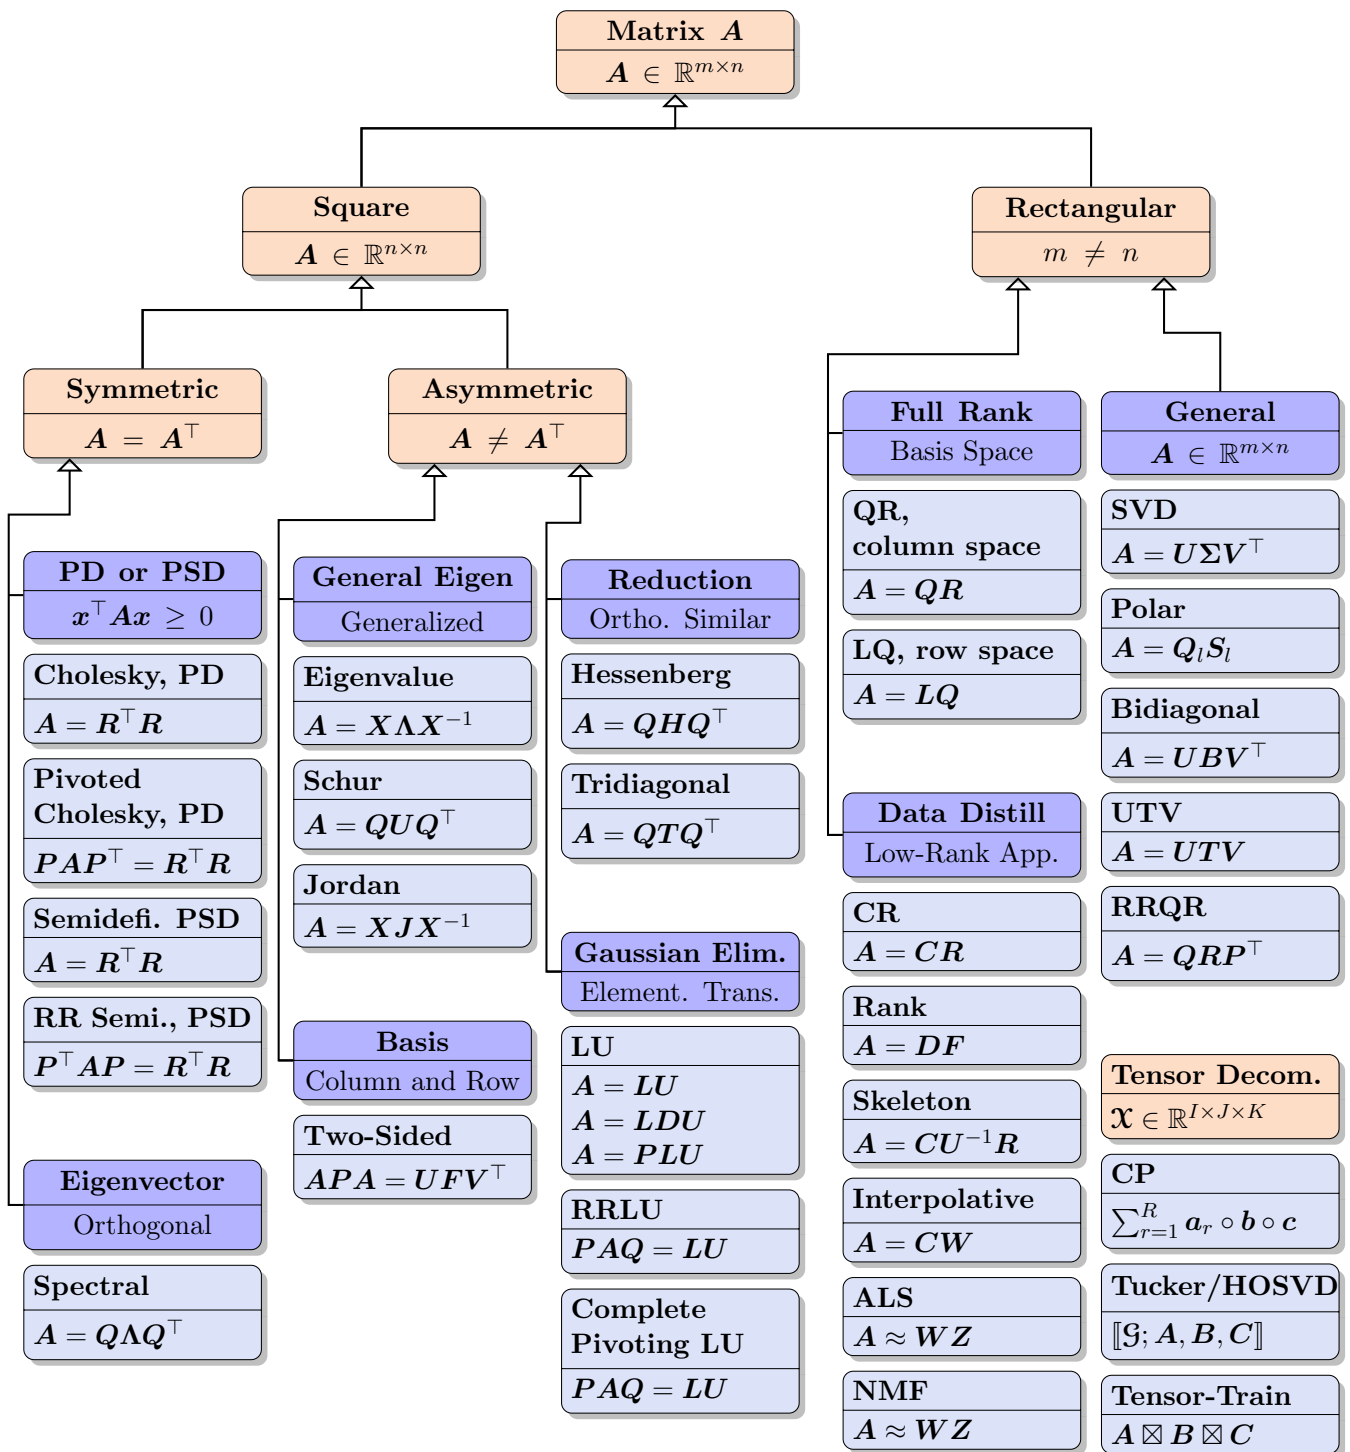 Matrix A
A ∈ ℝ^{m×n}
Square
A ∈ ℝ^{n×n}
Rectangular
m ≠ n
Symmetric
A = A^⊤
Asymmetric
A ≠ A^⊤
PD or PSD
x^⊤Ax ≥ 0
Cholesky, PD
A = R^⊤R
Pivoted
Cholesky, PD
PAP^⊤ = R^⊤R
Semidefi. PSD
A = R^⊤R
RR Semi., PSD
P^⊤AP = R^⊤R
Eigenvector
Orthogonal
Spectral
A = QΛQ^⊤
General Eigen
Generalized
Eigenvalue
A = XΛX^{−1}
Schur
A = QUQ^⊤
Jordan
A = XJX^{−1}
Basis
Column and Row
Two-Sided
APA = UFV^⊤
Reduction
Ortho. Similar
Hessenberg
A = QHQ^⊤
Tridiagonal
A = QTQ^⊤
Gaussian Elim.
Element. Trans.
LU
A = LU
A = LDU
A = PLU
RRLU
PAQ = LU
Complete
Pivoting LU
PAQ = LU
Full Rank
Basis Space
QR,
column space
A = QR
LQ, row space
A = LQ
Data Distill
Low-Rank App.
CR
A = CR
Rank
A = DF
Skeleton
A = CU^{−1}R
Interpolative
A = CW
ALS
A ≈ WZ
NMF
A ≈ WZ
General
A ∈ ℝ^{m×n}
SVD
A = UΣV^⊤
Polar
A = Q_lS_l
Bidiagonal
A = UBV^⊤
UTV
A = UTV
RRQR
A = QRP^⊤
Tensor Decom.
𝒳 ∈ ℝ^{I×J×K}
CP
∑_{r=1}^{R} a_r ∘ b ∘ c
Tucker/HOSVD
⟦𝒢; A, B, C⟧
Tensor-Train
A ⊠ B ⊠ C